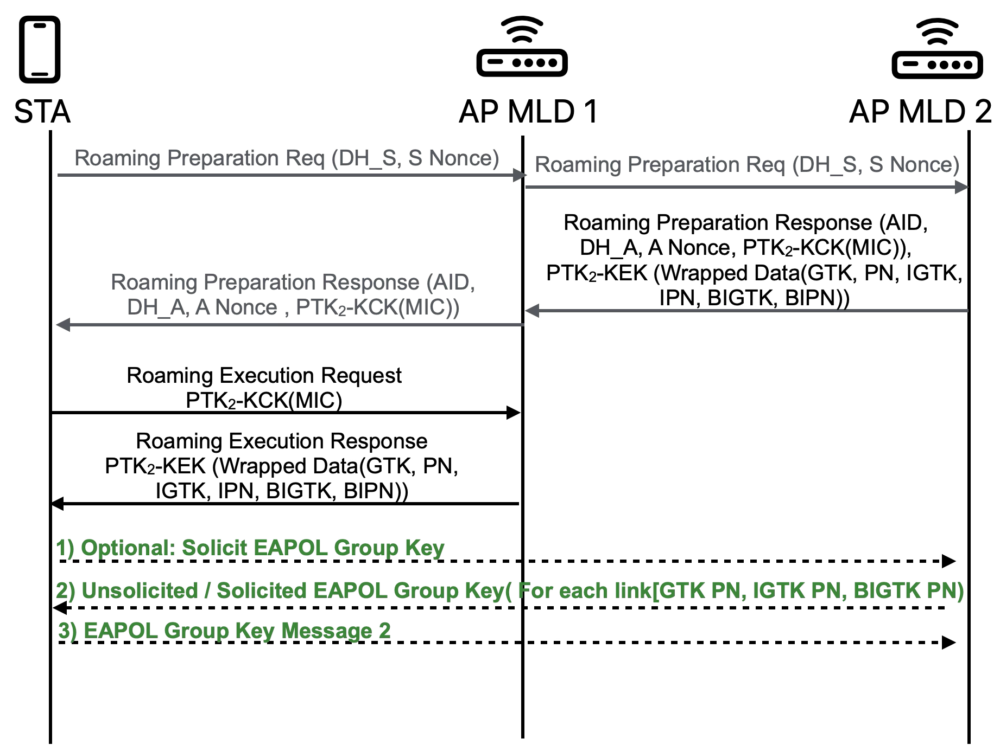 STA
AP MLD 1
AP MLD 2
Roaming Preparation Req (DH_S, S Nonce)
Roaming Preparation Req (DH_S, S Nonce)
Roaming Preparation Response (AID,
DH_A, A Nonce, PTK₂-KCK(MIC)),
PTK₂-KEK (Wrapped Data(GTK, PN, IGTK,
IPN, BIGTK, BIPN))
Roaming Preparation Response (AID,
DH_A, A Nonce , PTK₂-KCK(MIC))
Roaming Execution Request
PTK₂-KCK(MIC)
Roaming Execution Response
PTK₂-KEK (Wrapped Data(GTK, PN,
IGTK, IPN, BIGTK, BIPN))
1) Optional: Solicit EAPOL Group Key
2) Unsolicited / Solicited EAPOL Group Key( For each link[GTK PN, IGTK PN, BIGTK PN)
3) EAPOL Group Key Message 2